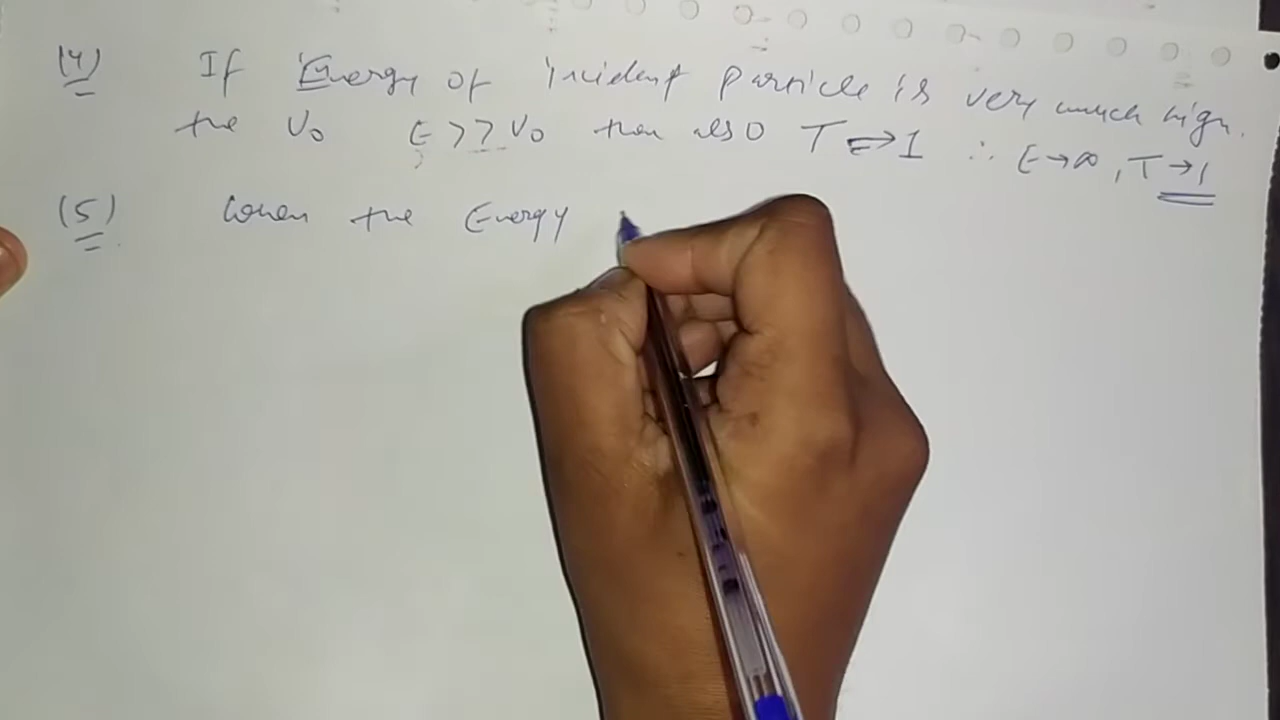 (4) If Energy of incident particle is very much high.
the V₀ E >> V₀ then also T ⇒ 1 ∴ E → ∞, T → 1
(5) When the Energy